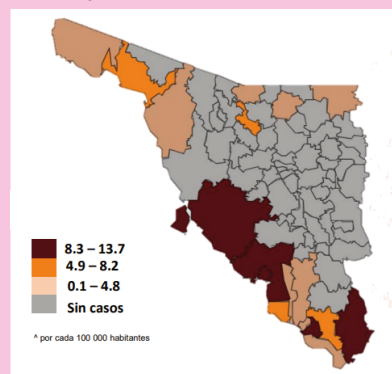 8.3 – 13.7
4.9 – 8.2
0.1 – 4.8
Sin casos
^ por cada 100 000 habitantes